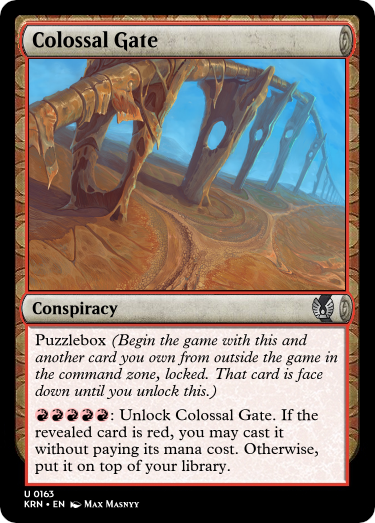 Colossal Gate
Conspiracy
Puzzlebox (Begin the game with this and
another card you own from outside the game in
the command zone, locked. That card is face
down until you unlock this.)
: Unlock Colossal Gate. If the
revealed card is red, you may cast it
without paying its mana cost. Otherwise,
put it on top of your library.
U 0163
KRN • EN Max Masnyy